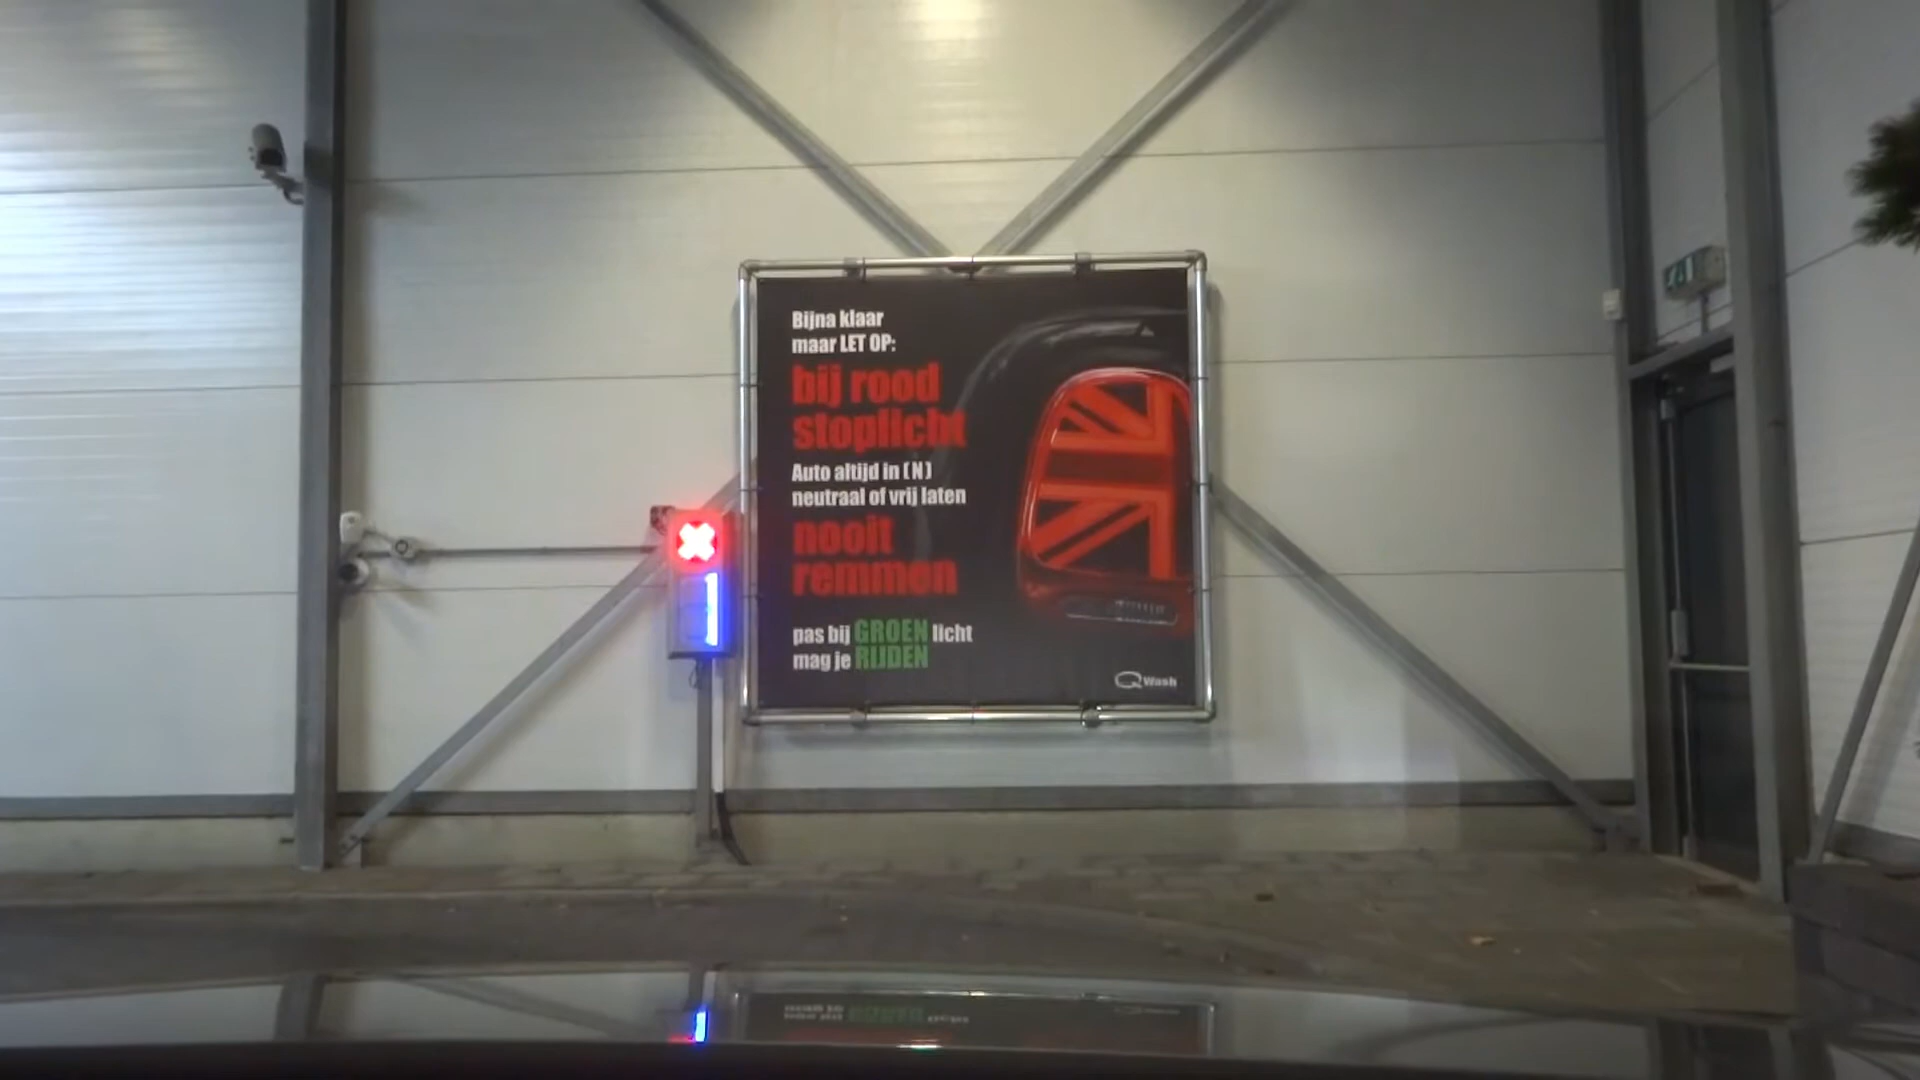 Bijna klaar
maar LET OP:
bij rood
stoplicht
Auto altijd in (N)
neutraal of vrij laten
nooit
remmen
pas bij GROEN licht
mag je RIJDEN
Q Wash